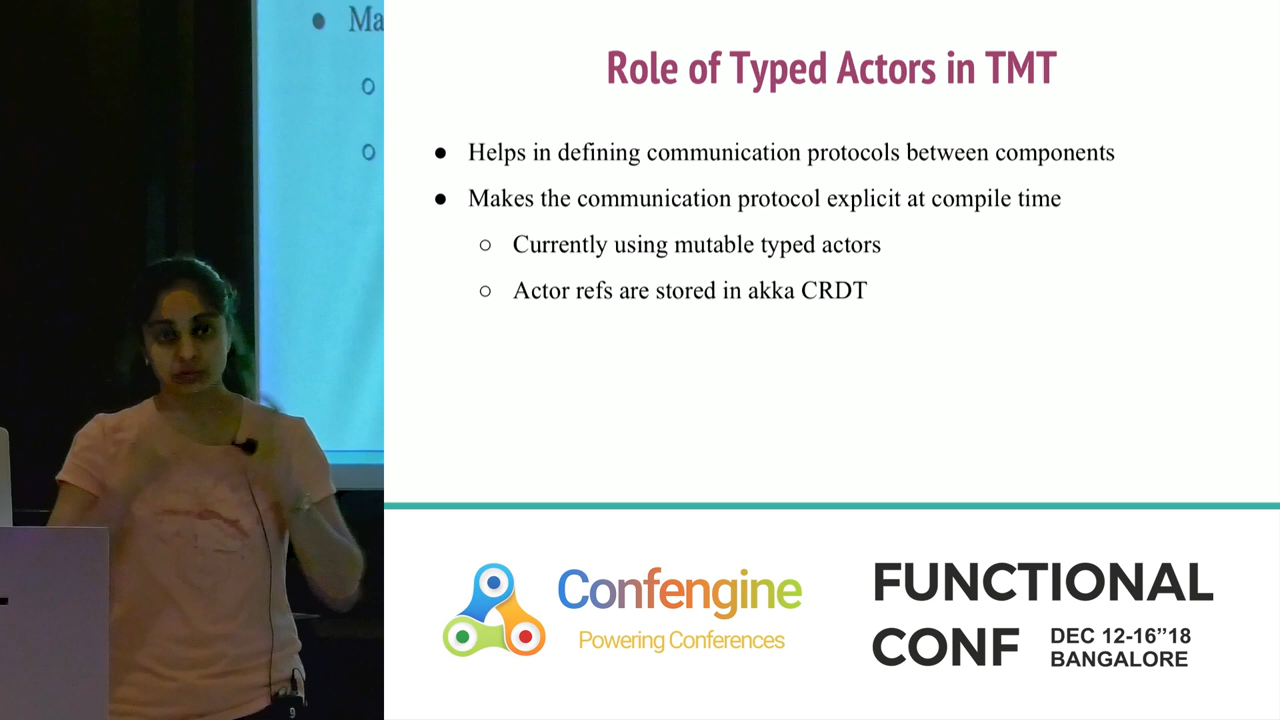 Ma
Role of Typed Actors in TMT
● Helps in defining communication protocols between components
● Makes the communication protocol explicit at compile time
○ Currently using mutable typed actors
○ Actor refs are stored in akka CRDT
Confengine
Powering Conferences
FUNCTIONAL
CONF DEC 12-16”18
BANGALORE